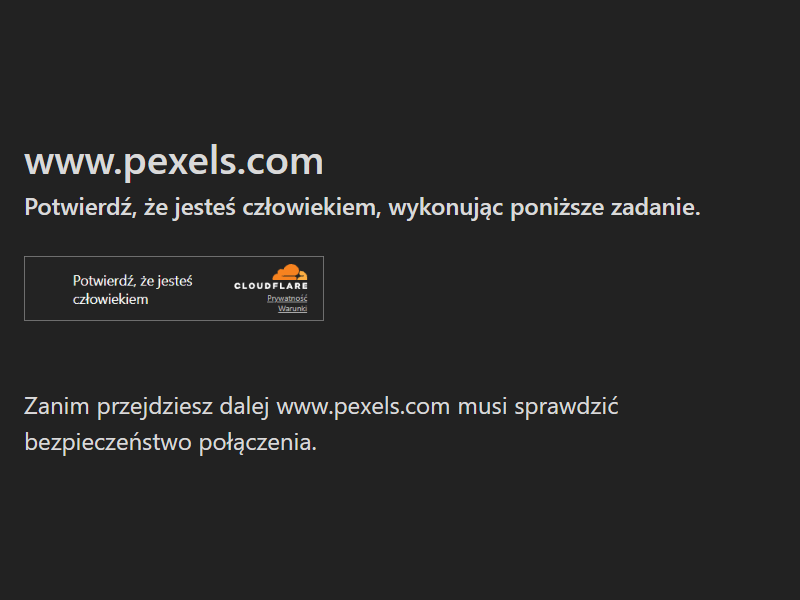 www.pexels.com
Potwierdź, że jesteś człowiekiem, wykonując poniższe zadanie.
Potwierdź, że jesteś
człowiekiem
CLOUDFLARE
Prywatność
Warunki
Zanim przejdziesz dalej www.pexels.com musi sprawdzić
bezpieczeństwo połączenia.